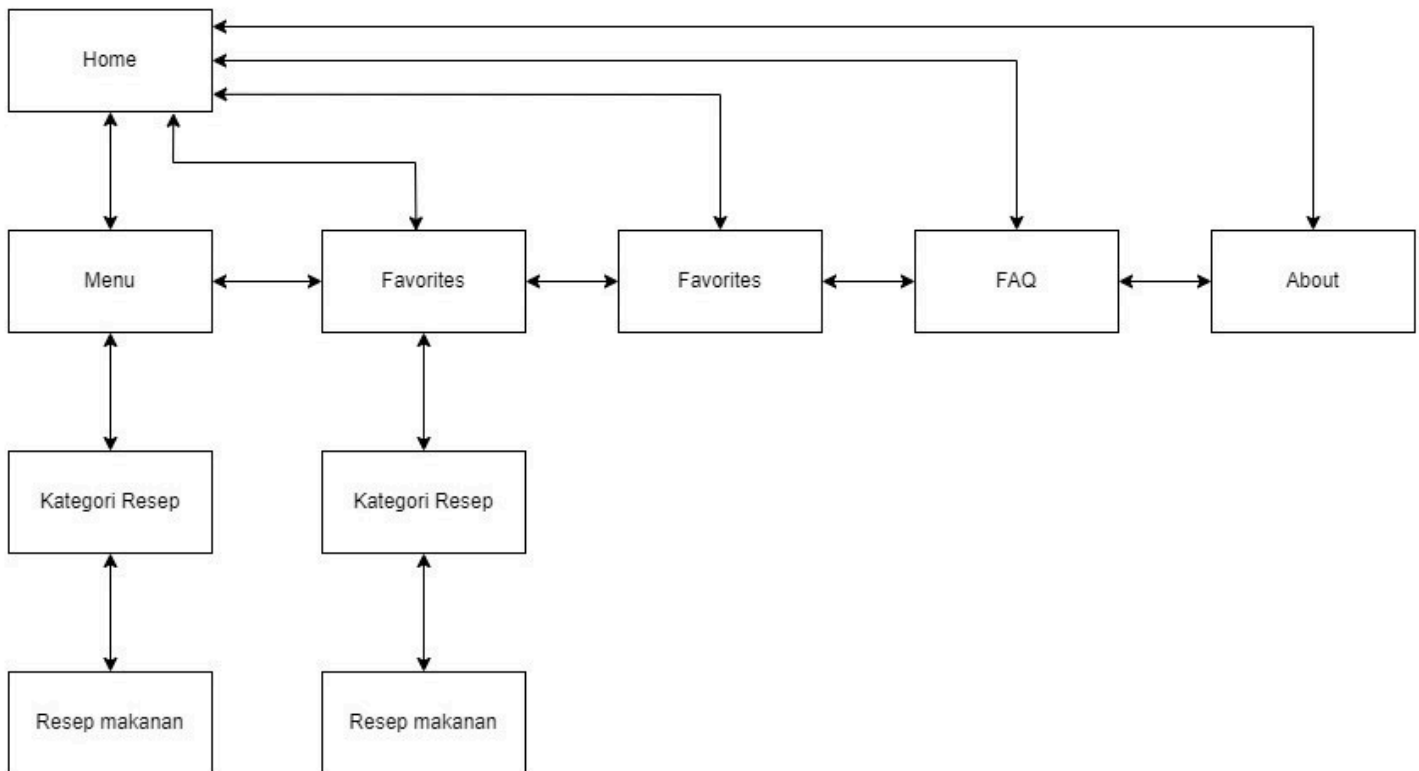 Home
Menu
Favorites
Favorites
FAQ
About
Kategori Resep
Kategori Resep
Resep makanan
Resep makanan